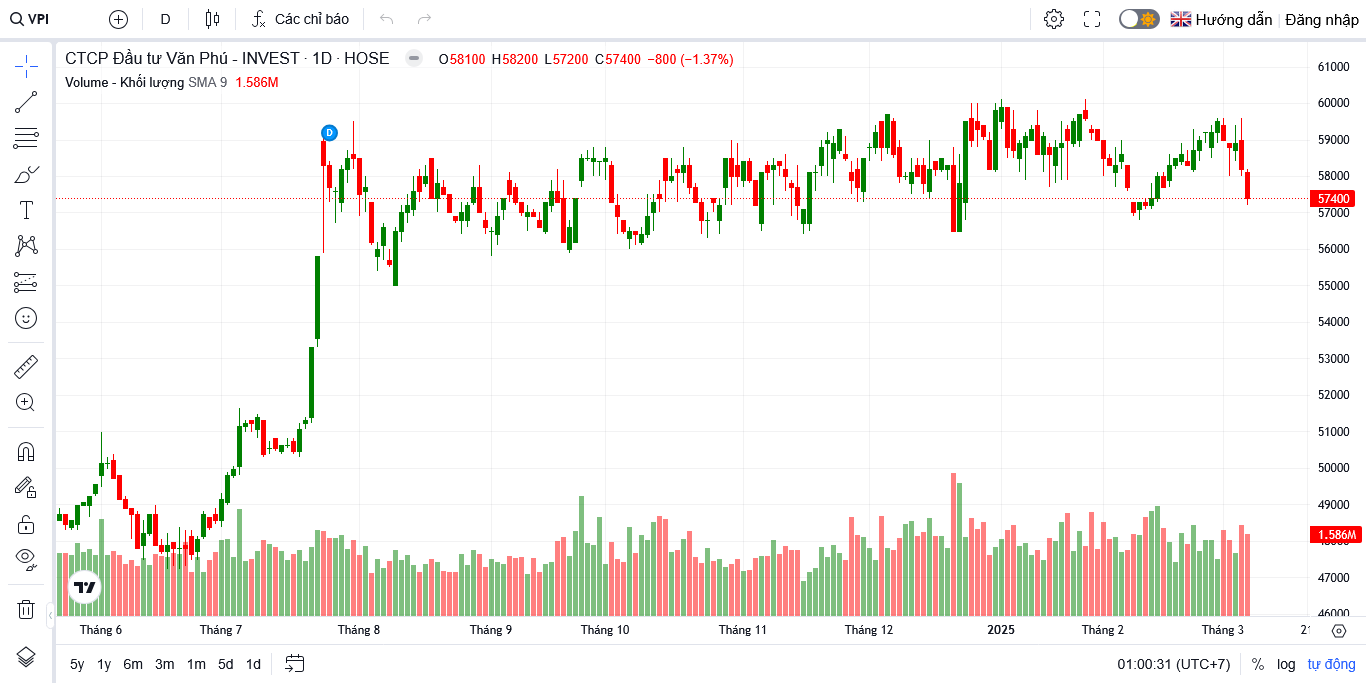 VPI D Các chỉ báo Hướng dẫn Đăng nhập
CTCP Đầu tư Văn Phú - INVEST · 1D · HOSE O58100 H58200 L57200 C57400 −800 (−1.37%)
Volume - Khối lượng SMA 9 1.586M
D
61000
60000
59000
58000
57400
57000
56000
55000
54000
53000
52000
51000
50000
49000
1.586M
47000
46000
Tháng 6 Tháng 7 Tháng 8 Tháng 9 Tháng 10 Tháng 11 Tháng 12 2025 Tháng 2 Tháng 3
5y 1y 6m 3m 1m 5d 1d 01:00:31 (UTC+7) % log tự động